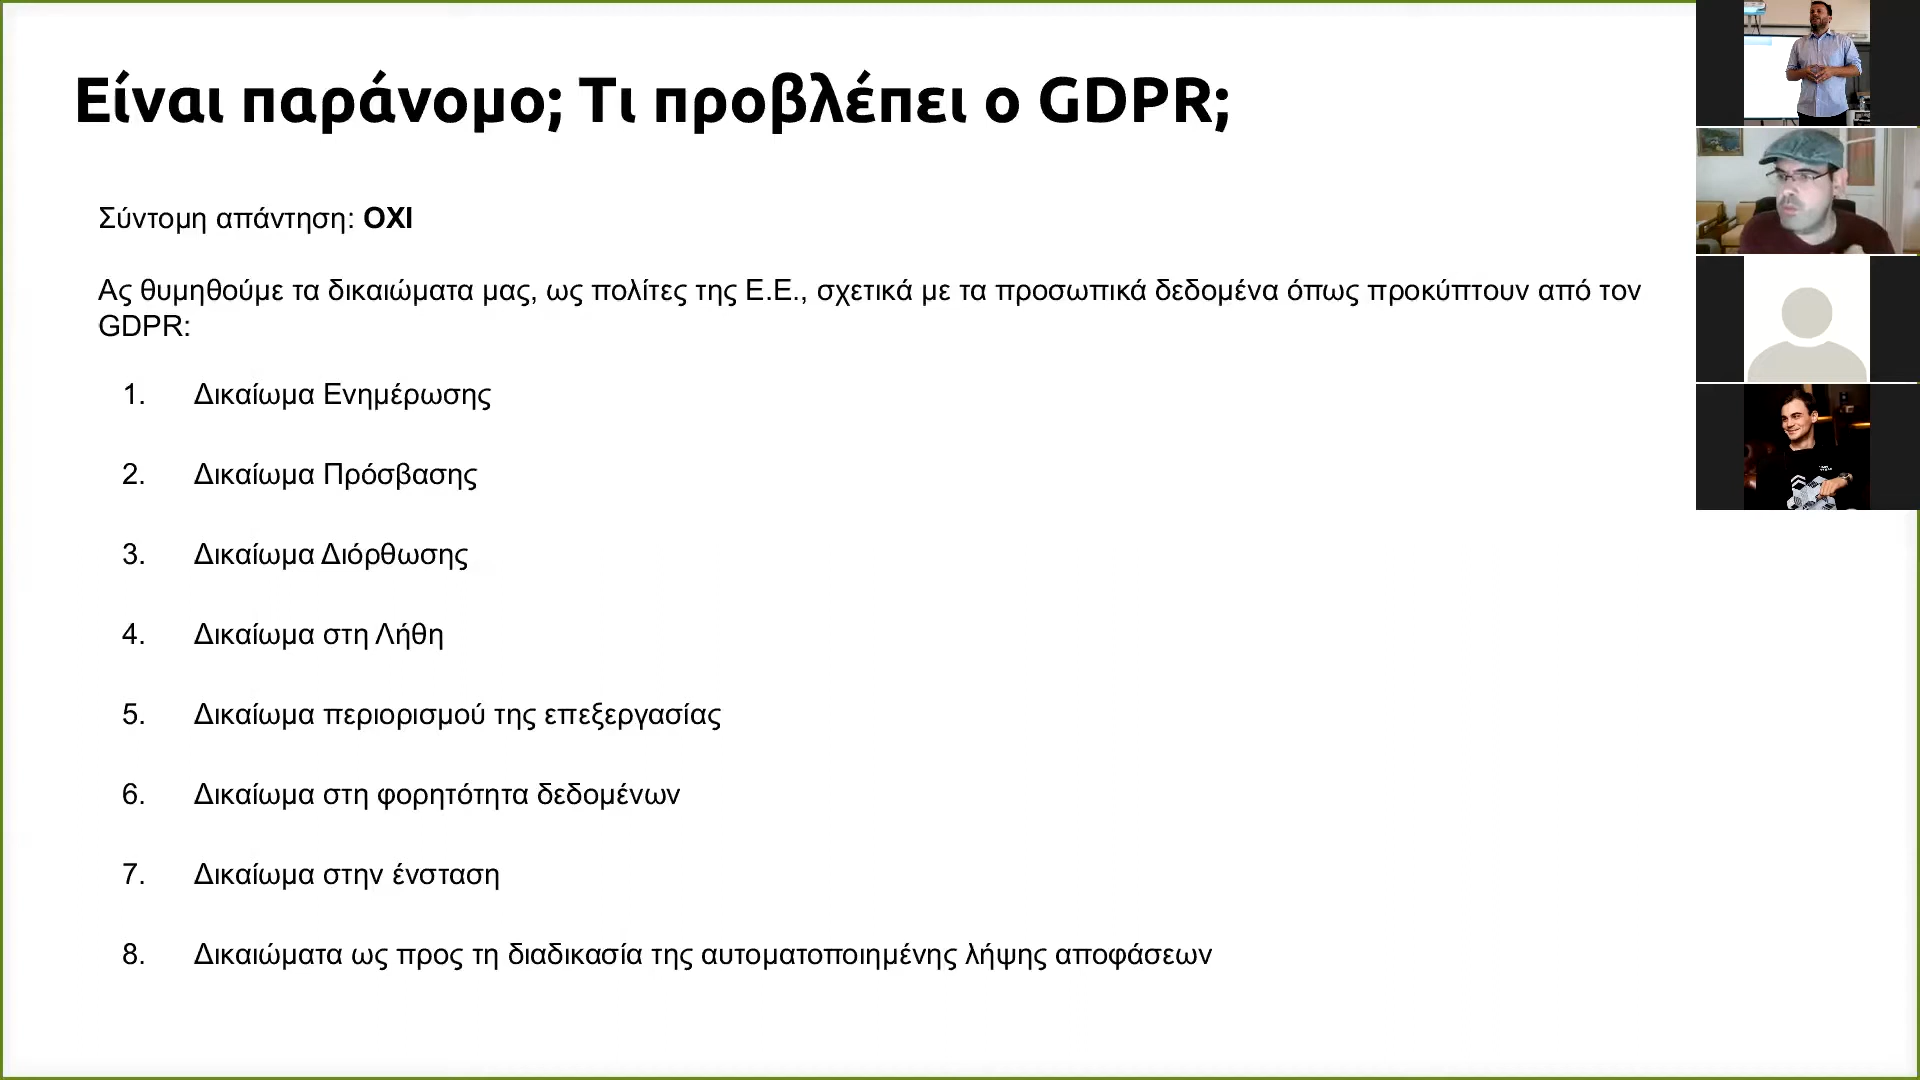 Είναι παράνομο; Τι προβλέπει ο GDPR;
Σύντομη απάντηση: ΟΧΙ
Ας θυμηθούμε τα δικαιώματα μας, ως πολίτες της Ε.Ε., σχετικά με τα προσωπικά δεδομένα όπως προκύπτουν από τον
GDPR:
1. Δικαίωμα Ενημέρωσης
2. Δικαίωμα Πρόσβασης
3. Δικαίωμα Διόρθωσης
4. Δικαίωμα στη Λήθη
5. Δικαίωμα περιορισμού της επεξεργασίας
6. Δικαίωμα στη φορητότητα δεδομένων
7. Δικαίωμα στην ένσταση
8. Δικαιώματα ως προς τη διαδικασία της αυτοματοποιημένης λήψης αποφάσεων